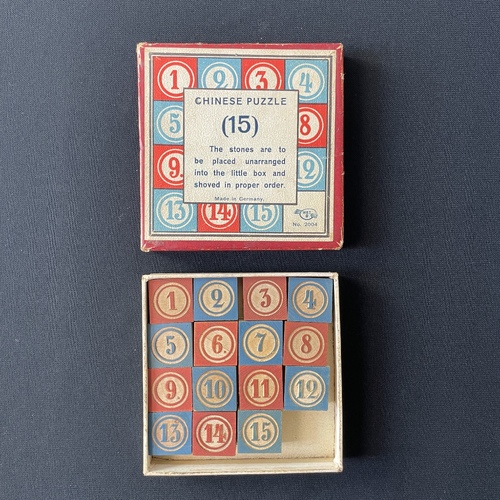 1 2 3 4
CHINESE PUZZLE
5 (15) 8
The stones are to
be placed unarranged
9 into the little box and 12
shoved in proper order.
Made in Germany.
13 14 15
No. 2004
1 2 3 4
5 6. 7 8
9 10 11 12
13 14 15